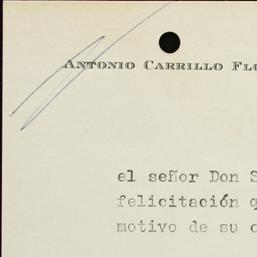 ANTONIO CARRILLO FLO
el señor Don S
felicitación q
motivo de su